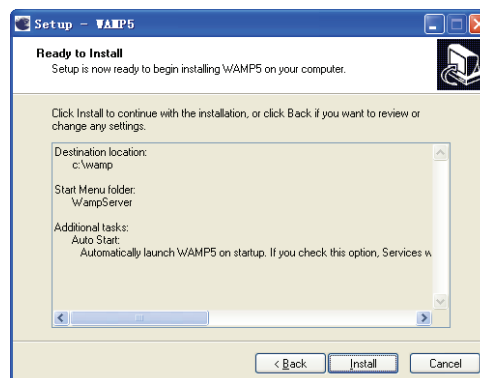 Setup - WAMP5
Ready to Install
Setup is now ready to begin installing WAMP5 on your computer.
Click Install to continue with the installation, or click Back if you want to review or
change any settings.
Destination location:
c:\wamp
Start Menu folder:
WampServer
Additional tasks:
Auto Start:
Automatically launch WAMP5 on startup. If you check this option, Services w
< Back
Install
Cancel